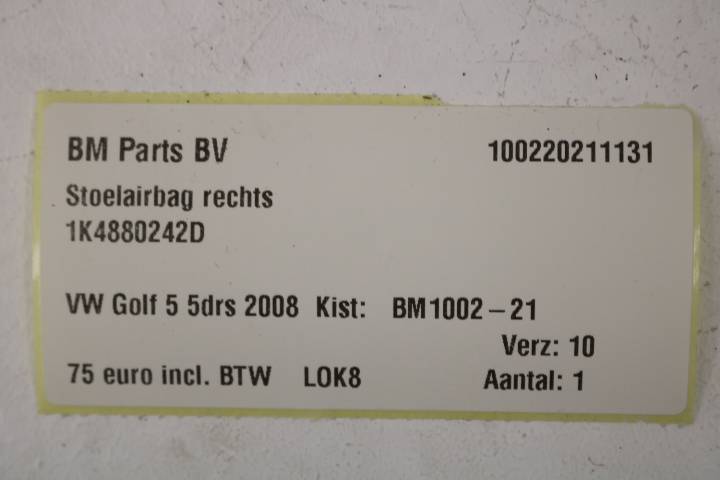 BM Parts BV 100220211131
Stoelairbag rechts
1K4880242D
VW Golf 5 5drs 2008 Kist: BM1002-21
Verz: 10
75 euro incl. BTW LOK8 Aantal: 1